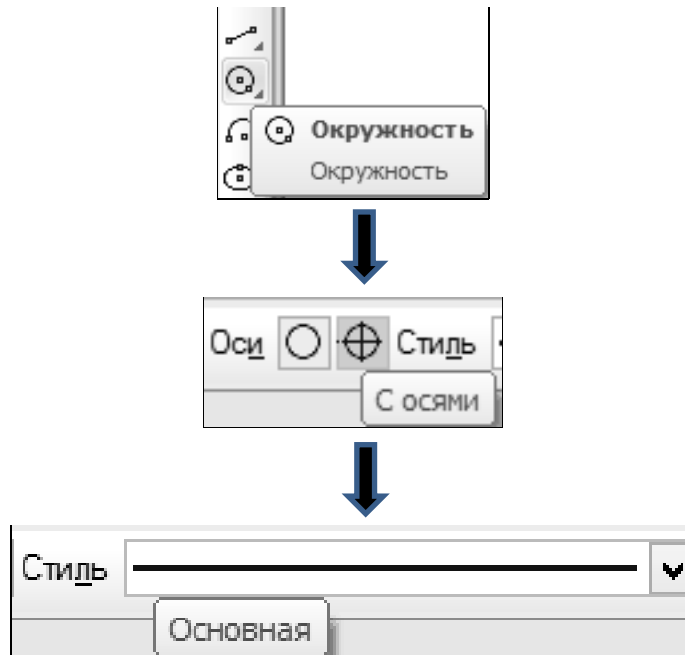 Окружность
Окружность
Оси Стиль
С осями
Стиль
Основная